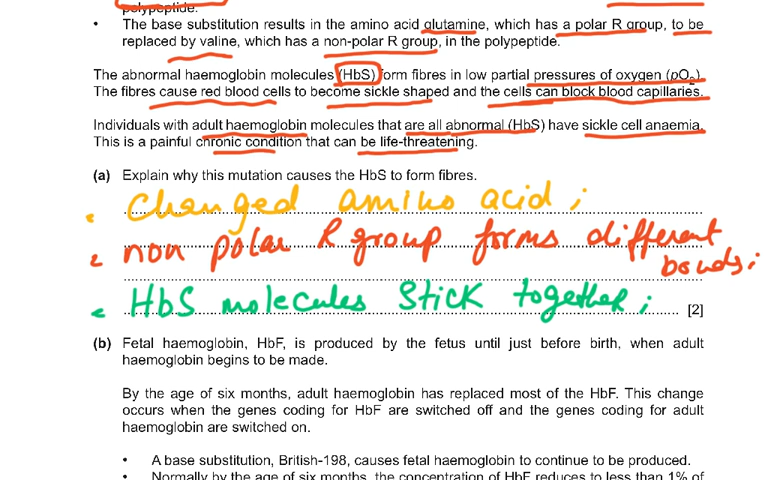 polypeptide.
• The base substitution results in the amino acid glutamine, which has a polar R group, to be
replaced by valine, which has a non-polar R group, in the polypeptide.
The abnormal haemoglobin molecules (HbS) form fibres in low partial pressures of oxygen (pO2).
The fibres cause red blood cells to become sickle shaped and the cells can block blood capillaries.
Individuals with adult haemoglobin molecules that are all abnormal (HbS) have sickle cell anaemia.
This is a painful chronic condition that can be life-threatening.
(a) Explain why this mutation causes the HbS to form fibres.
Changed amino acid ;
non polar R group forms different
bonds ;
HbS molecules stick together ;
[2]
(b) Fetal haemoglobin, HbF, is produced by the fetus until just before birth, when adult
haemoglobin begins to be made.
By the age of six months, adult haemoglobin has replaced most of the HbF. This change
occurs when the genes coding for HbF are switched off and the genes coding for adult
haemoglobin are switched on.
• A base substitution, British-198, causes fetal haemoglobin to continue to be produced.
• Normally by the age of six months, the concentration of HbF reduces to less than 1% of